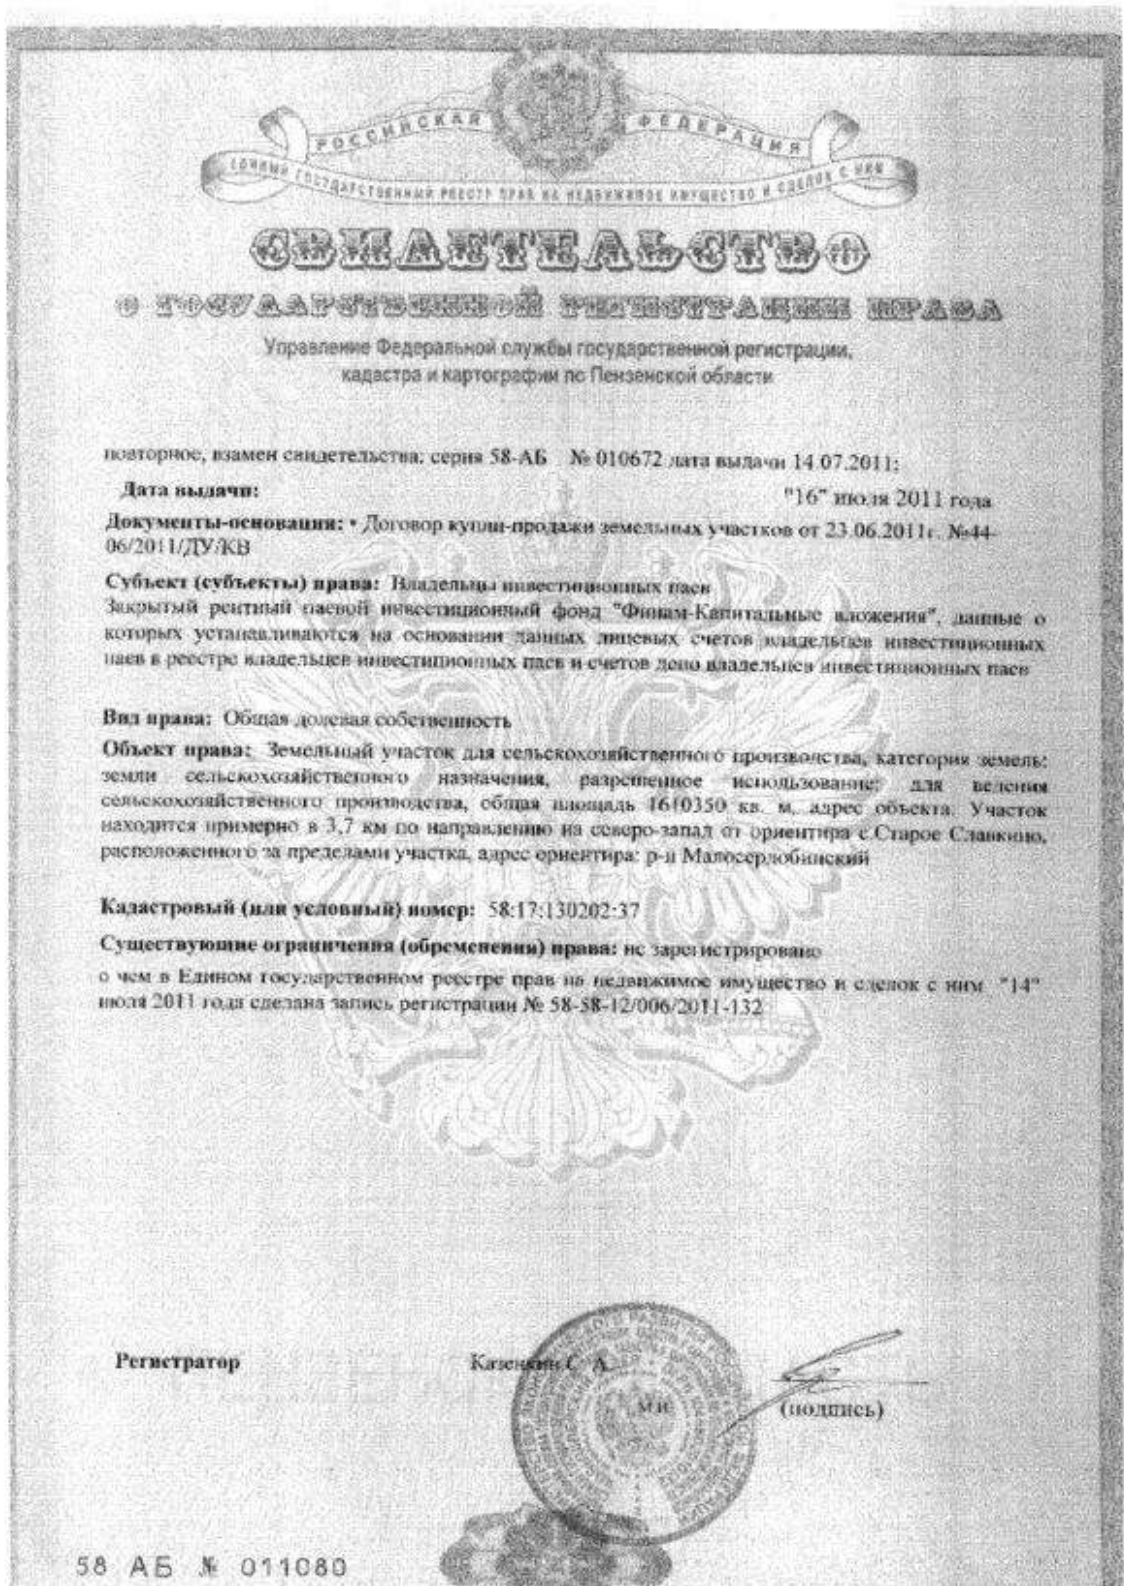 РОССИЙСКАЯ ФЕДЕРАЦИЯ
ЕДИНЫЙ ГОСУДАРСТВЕННЫЙ РЕЕСТР ПРАВ НА НЕДВИЖИМОЕ ИМУЩЕСТВО И СДЕЛОК С НИМ
СВИДЕТЕЛЬСТВО
О ГОСУДАРСТВЕННОЙ РЕГИСТРАЦИИ ПРАВА
Управление Федеральной службы государственной регистрации,
кадастра и картографии по Пензенской области
повторное, взамен свидетельства: серия 58-АБ № 010672 дата выдачи 14.07.2011;
Дата выдачи: "16" июля 2011 года
Документы-основания: • Договор купли-продажи земельных участков от 23.06.2011г. №44-
06/2011/ДУ/КВ
Субъект (субъекты) права: Владельцы инвестиционных паев
Закрытый рентный паевой инвестиционный фонд "Финам-Капитальные вложения", данные о
которых устанавливаются на основании данных лицевых счетов владельцев инвестиционных
паев в реестре владельцев инвестиционных паев и счетов депо владельцев инвестиционных паев
Вид права: Общая долевая собственность
Объект права: Земельный участок для сельскохозяйственного производства, категория земель:
земли сельскохозяйственного назначения, разрешенное использование: для ведения
сельскохозяйственного производства, общая площадь 1610350 кв. м, адрес объекта: Участок
находится примерно в 3,7 км по направлению на северо-запад от ориентира с.Старое Славкино,
расположенного за пределами участка, адрес ориентира: р-н Малосердобинский
Кадастровый (или условный) номер: 58:17:130202:37
Существующие ограничения (обременения) права: не зарегистрировано
о чем в Едином государственном реестре прав на недвижимое имущество и сделок с ним "14"
июля 2011 года сделана запись регистрации № 58-58-12/006/2011-132
Регистратор Казенкин С. А.
(подпись)
58 АБ № 011080